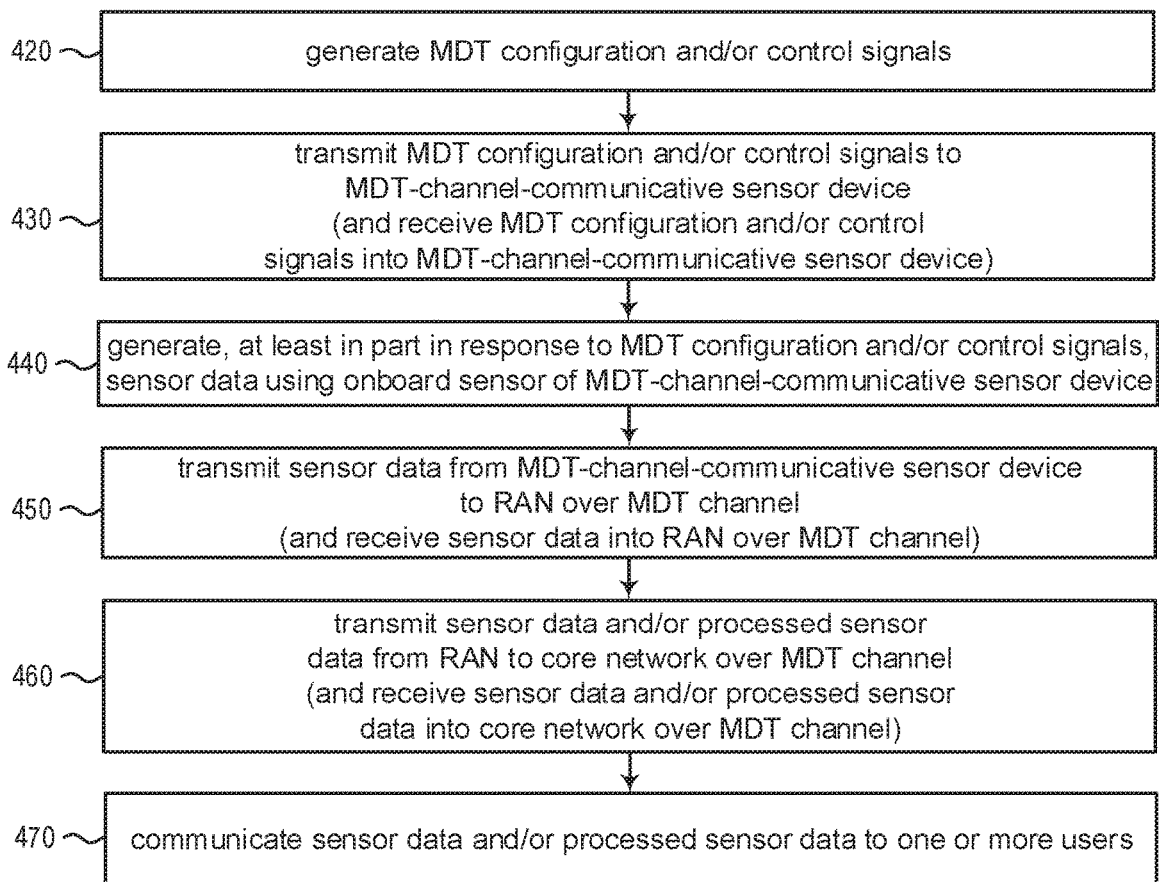 420
generate MDT configuration and/or control signals
430
transmit MDT configuration and/or control signals to
MDT-channel-communicative sensor device
(and receive MDT configuration and/or control
signals into MDT-channel-communicative sensor device)
440
generate, at least in part in response to MDT configuration and/or control signals,
sensor data using onboard sensor of MDT-channel-communicative sensor device
450
transmit sensor data from MDT-channel-communicative sensor device
to RAN over MDT channel
(and receive sensor data into RAN over MDT channel)
460
transmit sensor data and/or processed sensor
data from RAN to core network over MDT channel
(and receive sensor data and/or processed sensor
data into core network over MDT channel)
470
communicate sensor data and/or processed sensor data to one or more users